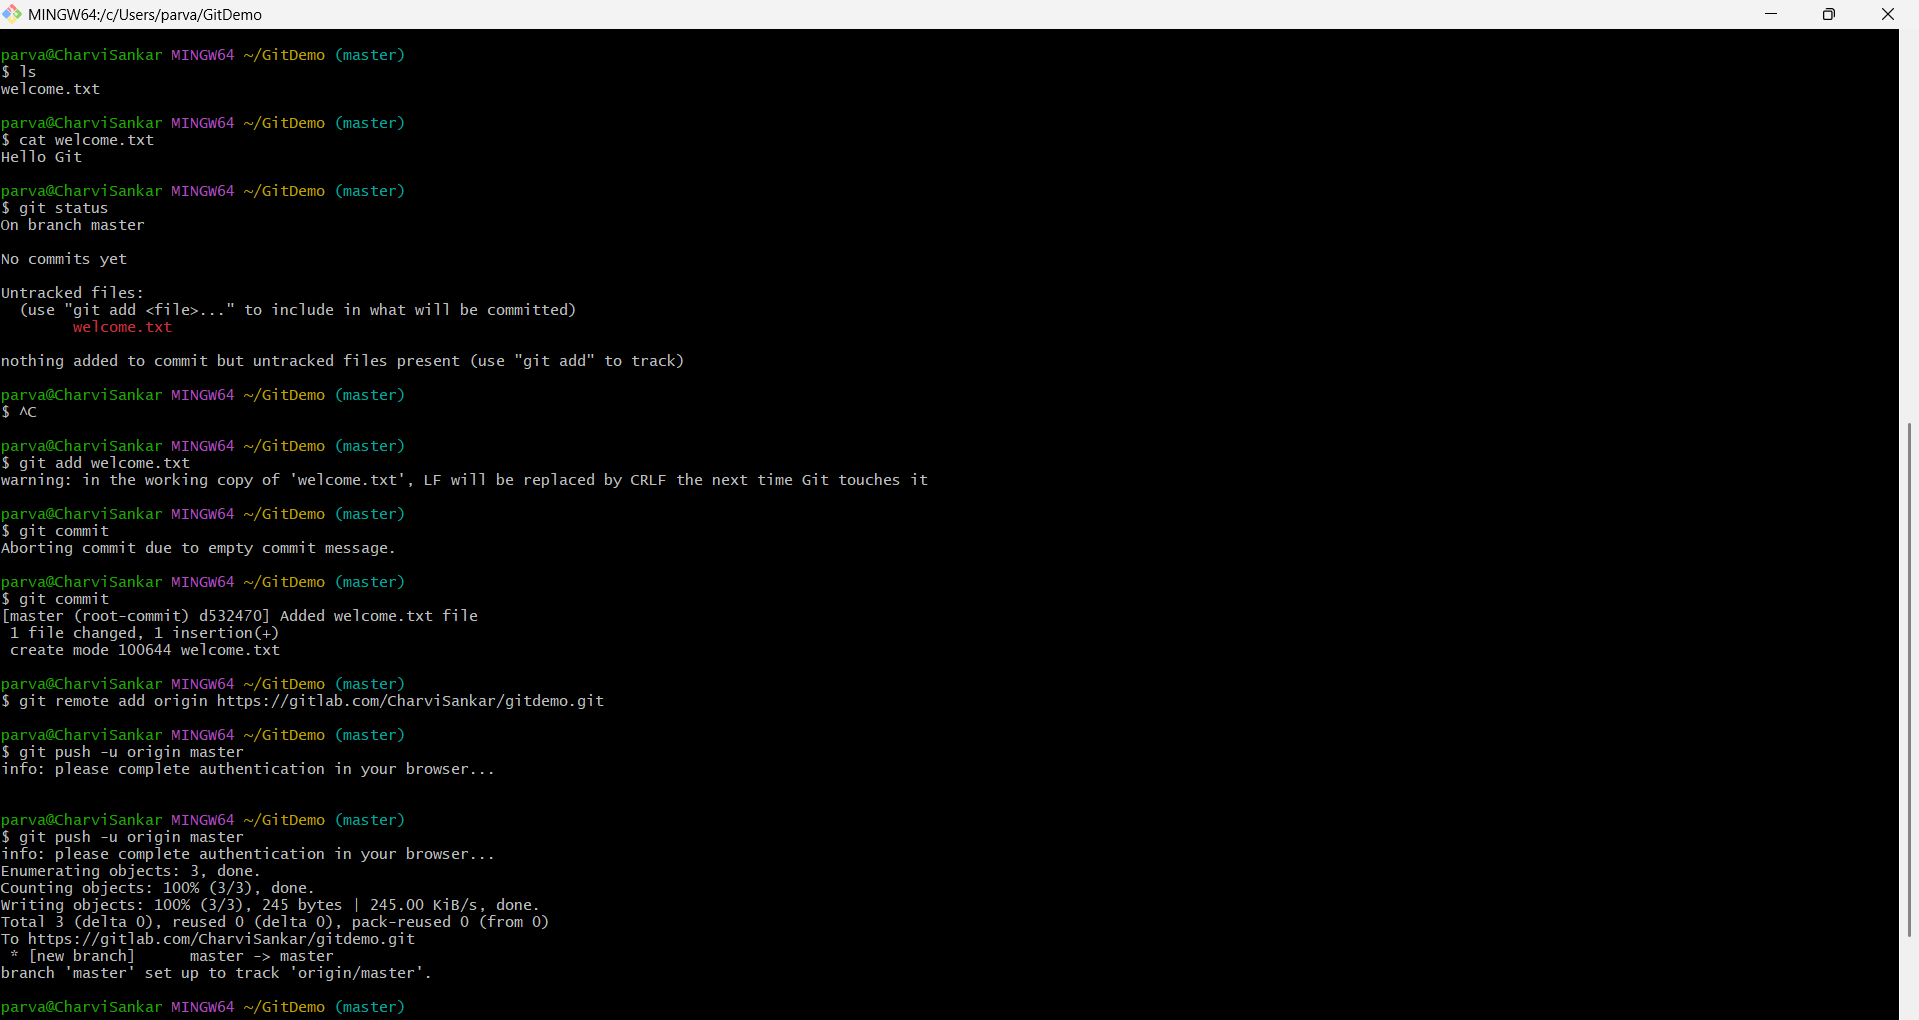 MINGW64:/c/Users/parva/GitDemo
parva@CharviSankar MINGW64 ~/GitDemo (master)
$ ls
welcome.txt
parva@CharviSankar MINGW64 ~/GitDemo (master)
$ cat welcome.txt
Hello Git
parva@CharviSankar MINGW64 ~/GitDemo (master)
$ git status
On branch master
No commits yet
Untracked files:
  (use "git add <file>..." to include in what will be committed)
        welcome.txt
nothing added to commit but untracked files present (use "git add" to track)
parva@CharviSankar MINGW64 ~/GitDemo (master)
$ ^C
parva@CharviSankar MINGW64 ~/GitDemo (master)
$ git add welcome.txt
warning: in the working copy of 'welcome.txt', LF will be replaced by CRLF the next time Git touches it
parva@CharviSankar MINGW64 ~/GitDemo (master)
$ git commit
Aborting commit due to empty commit message.
parva@CharviSankar MINGW64 ~/GitDemo (master)
$ git commit
[master (root-commit) d532470] Added welcome.txt file
 1 file changed, 1 insertion(+)
 create mode 100644 welcome.txt
parva@CharviSankar MINGW64 ~/GitDemo (master)
$ git remote add origin https://gitlab.com/CharviSankar/gitdemo.git
parva@CharviSankar MINGW64 ~/GitDemo (master)
$ git push -u origin master
info: please complete authentication in your browser...
parva@CharviSankar MINGW64 ~/GitDemo (master)
$ git push -u origin master
info: please complete authentication in your browser...
Enumerating objects: 3, done.
Counting objects: 100% (3/3), done.
Writing objects: 100% (3/3), 245 bytes | 245.00 KiB/s, done.
Total 3 (delta 0), reused 0 (delta 0), pack-reused 0 (from 0)
To https://gitlab.com/CharviSankar/gitdemo.git
 * [new branch]      master -> master
branch 'master' set up to track 'origin/master'.
parva@CharviSankar MINGW64 ~/GitDemo (master)